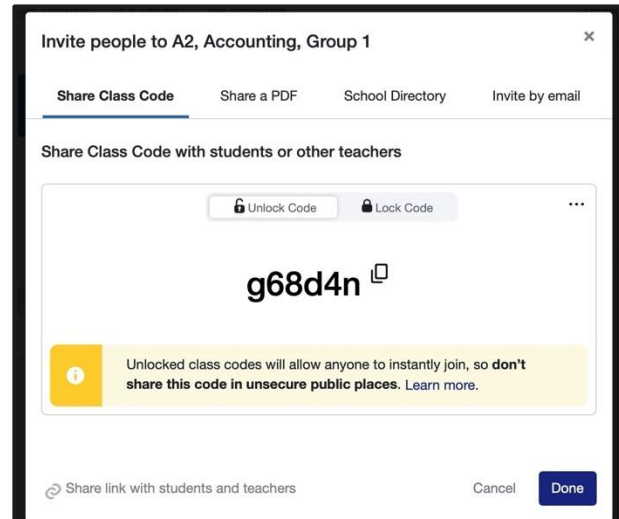 Invite people to A2, Accounting, Group 1
Share Class Code
Share a PDF
School Directory
Invite by email
Share Class Code with students or other teachers
Unlock Code
Lock Code
g68d4n
Unlocked class codes will allow anyone to instantly join, so don't
share this code in unsecure public places. Learn more.
Share link with students and teachers
Cancel
Done